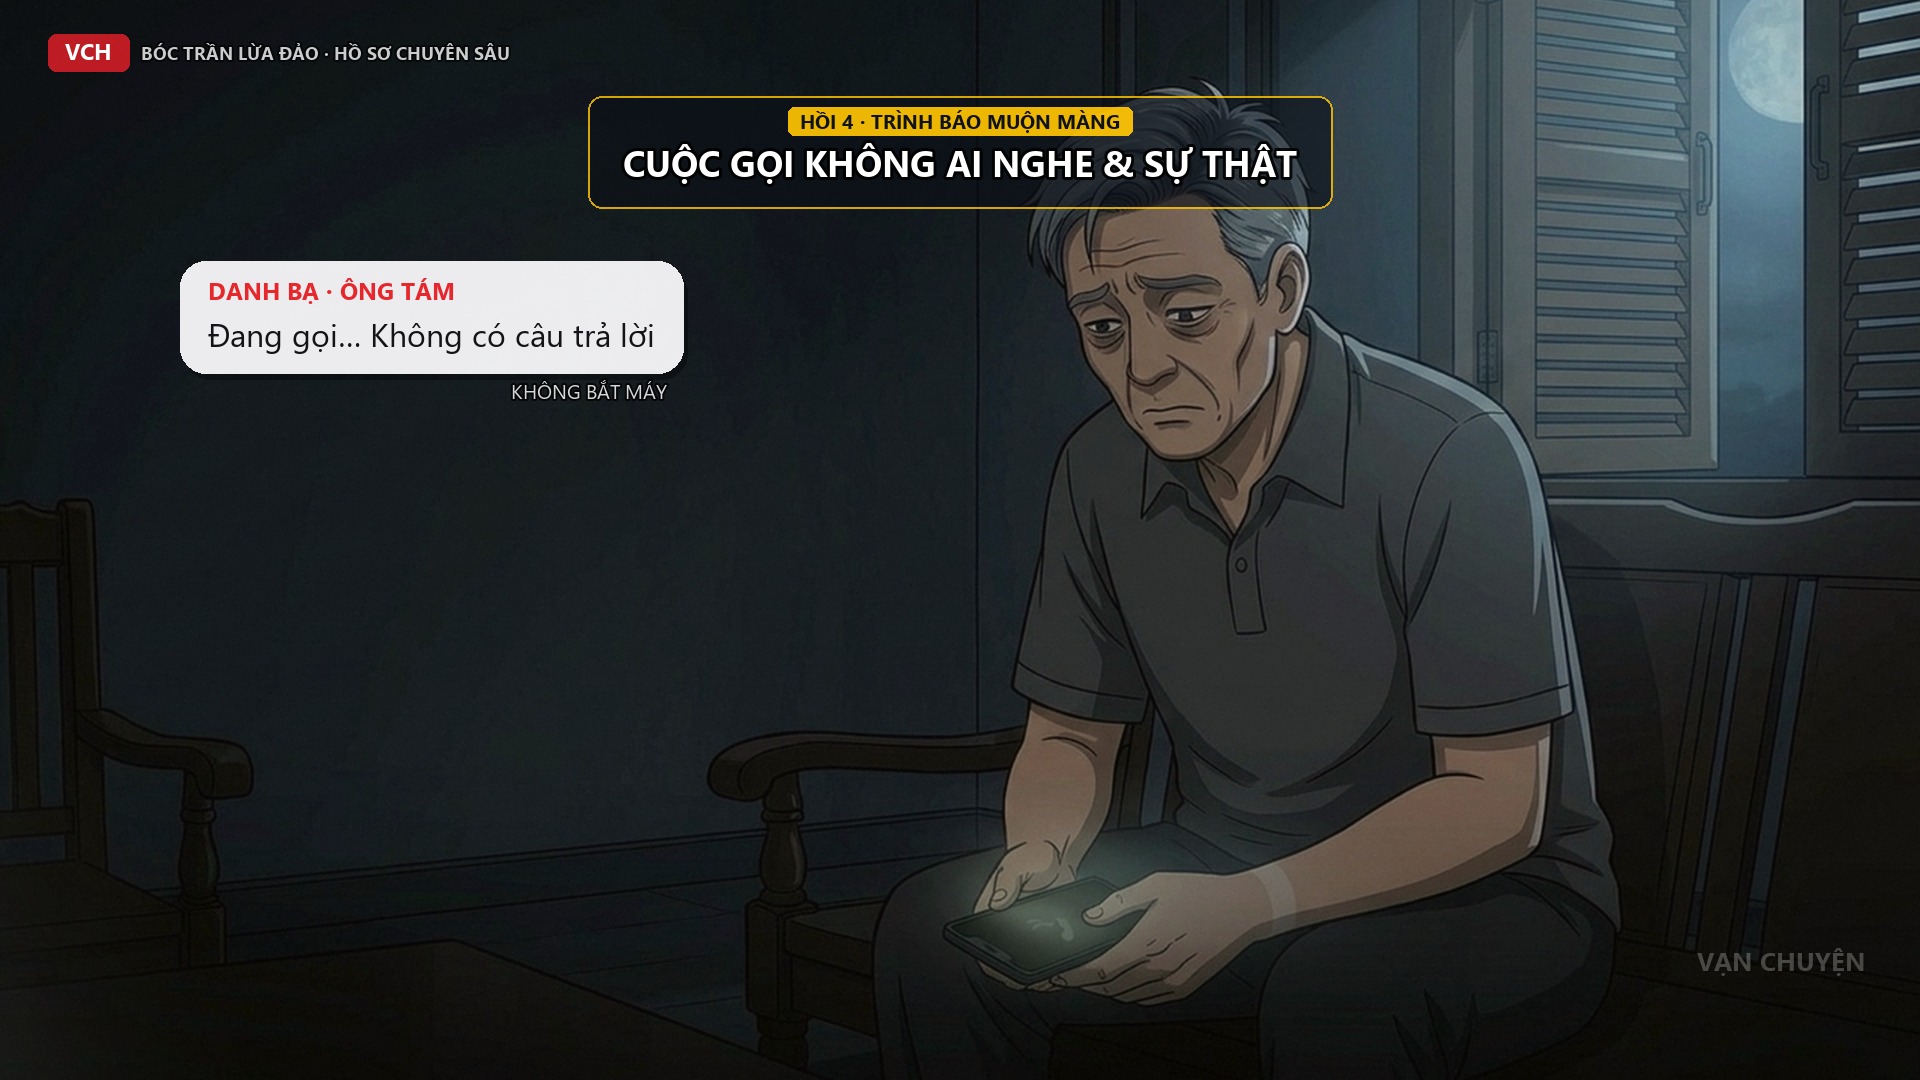 VCH
BÓC TRẦN LỪA ĐẢO · HỒ SƠ CHUYÊN SÂU
HỒI 4 · TRÌNH BÁO MUỘN MÀNG
CUỘC GỌI KHÔNG AI NGHE & SỰ THẬT
DANH BẠ · ÔNG TÁM
Đang gọi... Không có câu trả lời
KHÔNG BẮT MÁY
VẠN CHUYỆN